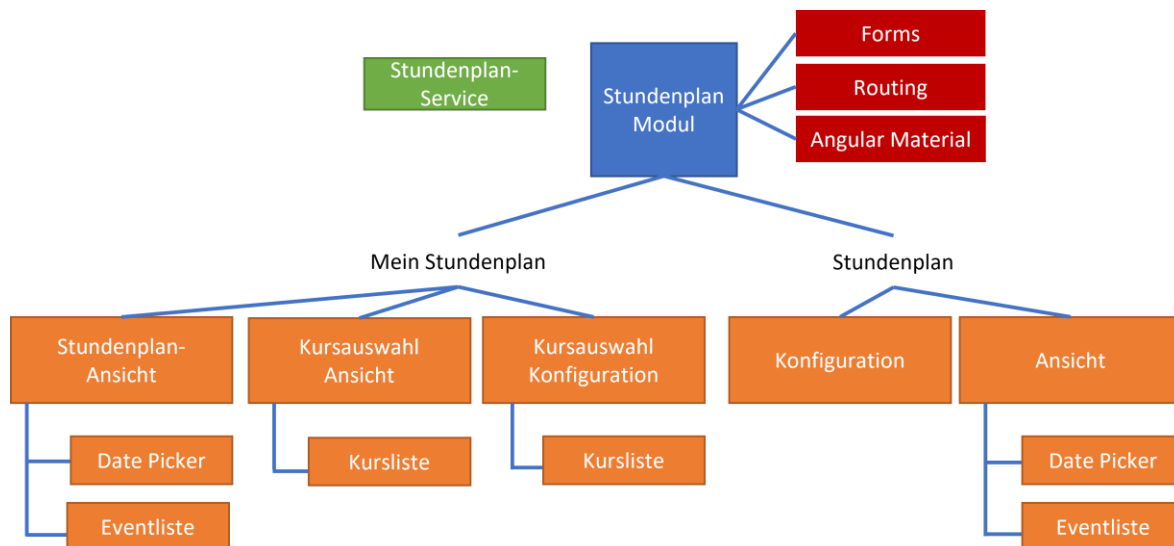 Stundenplan-
Service
Stundenplan
Modul
Forms
Routing
Angular Material
Mein Stundenplan
Stundenplan
Stundenplan-
Ansicht
Kursauswahl
Ansicht
Kursauswahl
Konfiguration
Konfiguration
Ansicht
Date Picker
Kursliste
Kursliste
Date Picker
Eventliste
Eventliste